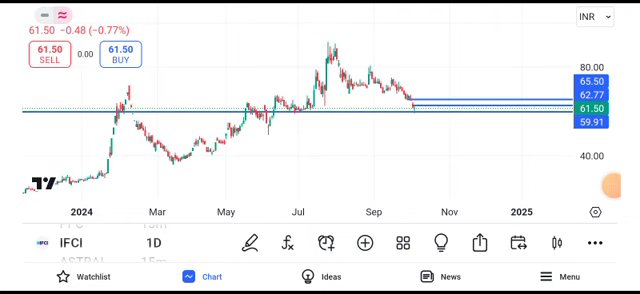 INR
61.50 −0.48 (−0.77%)
61.50 SELL
0.00
61.50 BUY
80.00
65.50
62.77
61.50
59.91
40.00
2024 Mar May Jul Sep Nov 2025
15m
IFCI 1D
ASTRAL 15m
Watchlist Chart Ideas News Menu